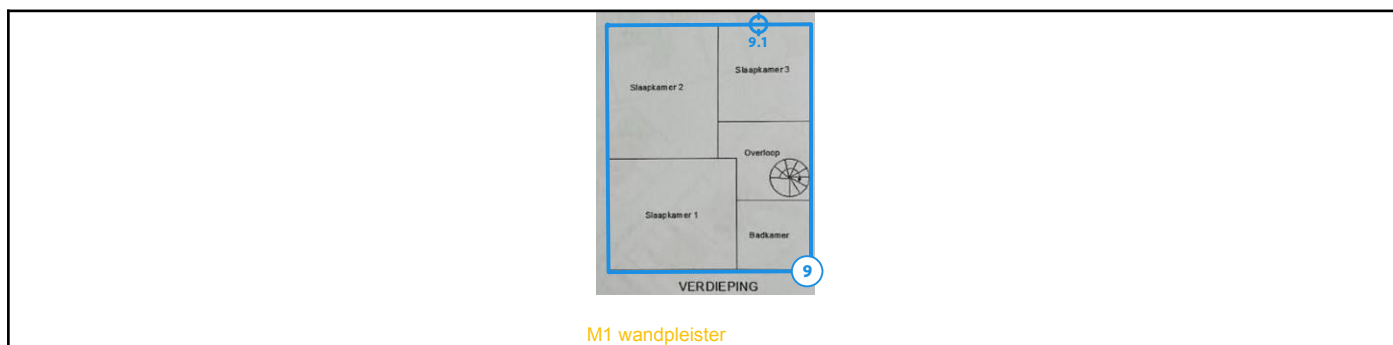 9.1
Slaapkamer 3
Slaapkamer 2
Overloop
Slaapkamer 1
Badkamer
9
VERDIEPING
M1 wandpleister